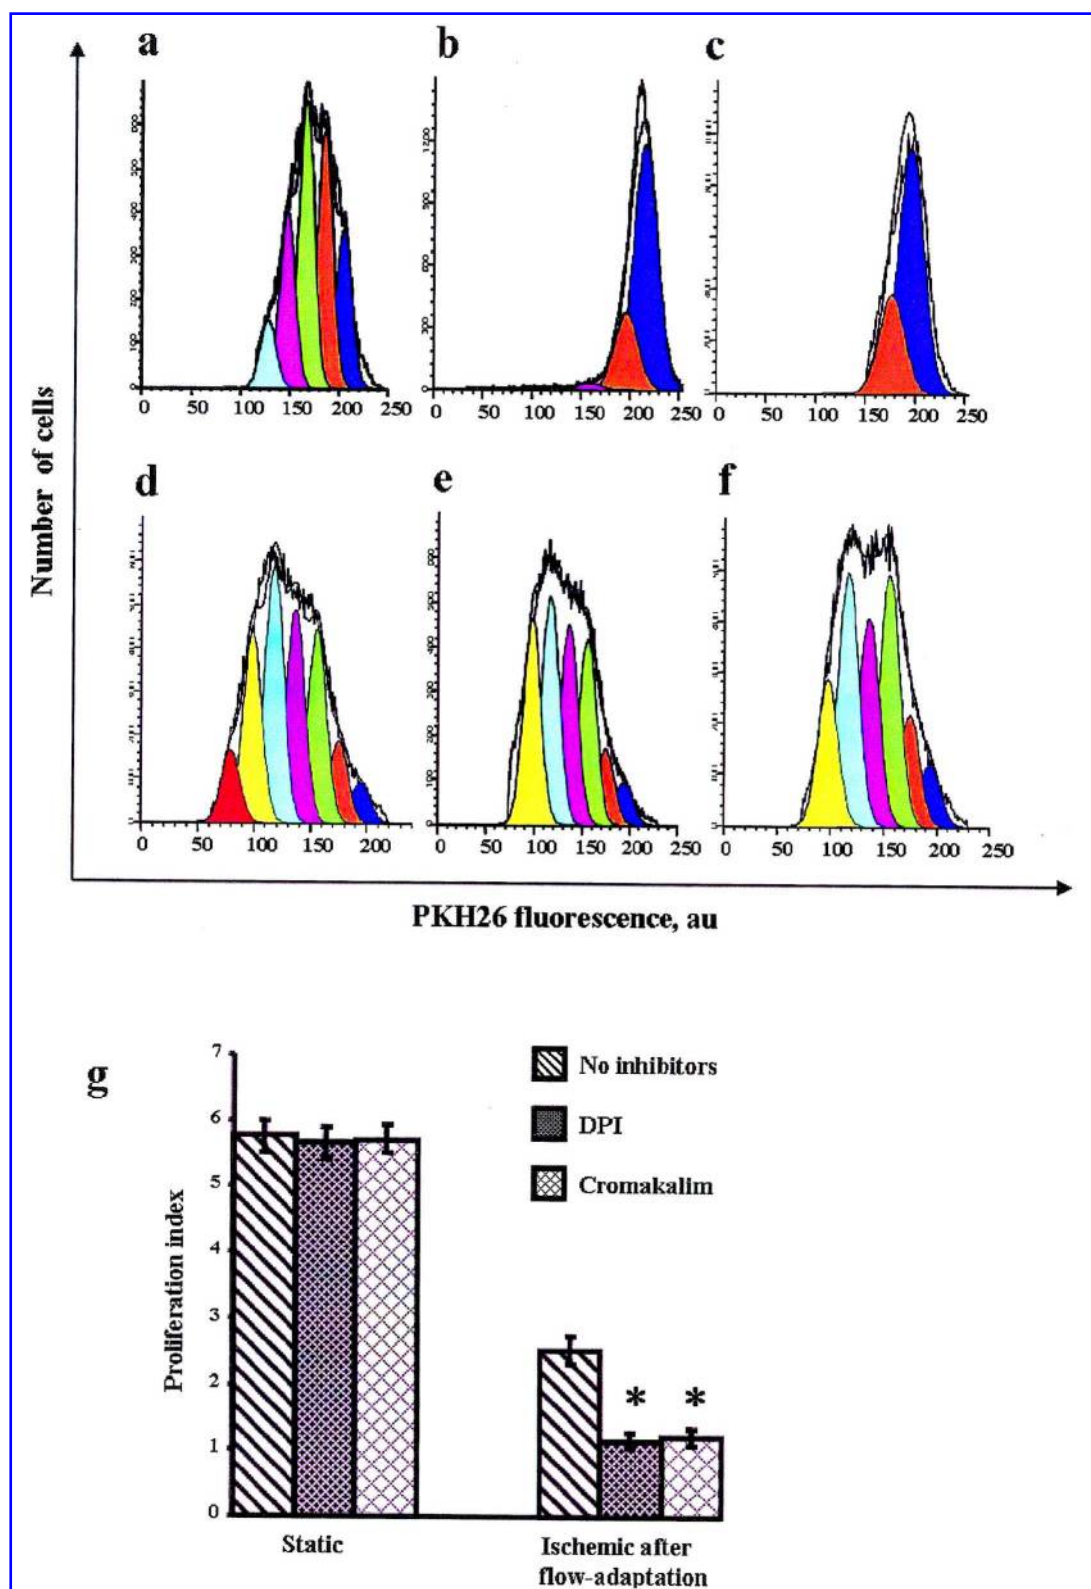 a
b
c
0 50 100 150 200 250
0 50 100 150 200 250
0 50 100 150 200 250
d
e
f
0 50 100 150 200
0 50 100 150 200 250
0 50 100 150 200 250
Number of cells
PKH26 fluorescence, au
g
7
6
5
4
3
2
1
0
Proliferation index
No inhibitors
DPI
Cromakalim
* *
Static
Ischemic after
flow-adaptation